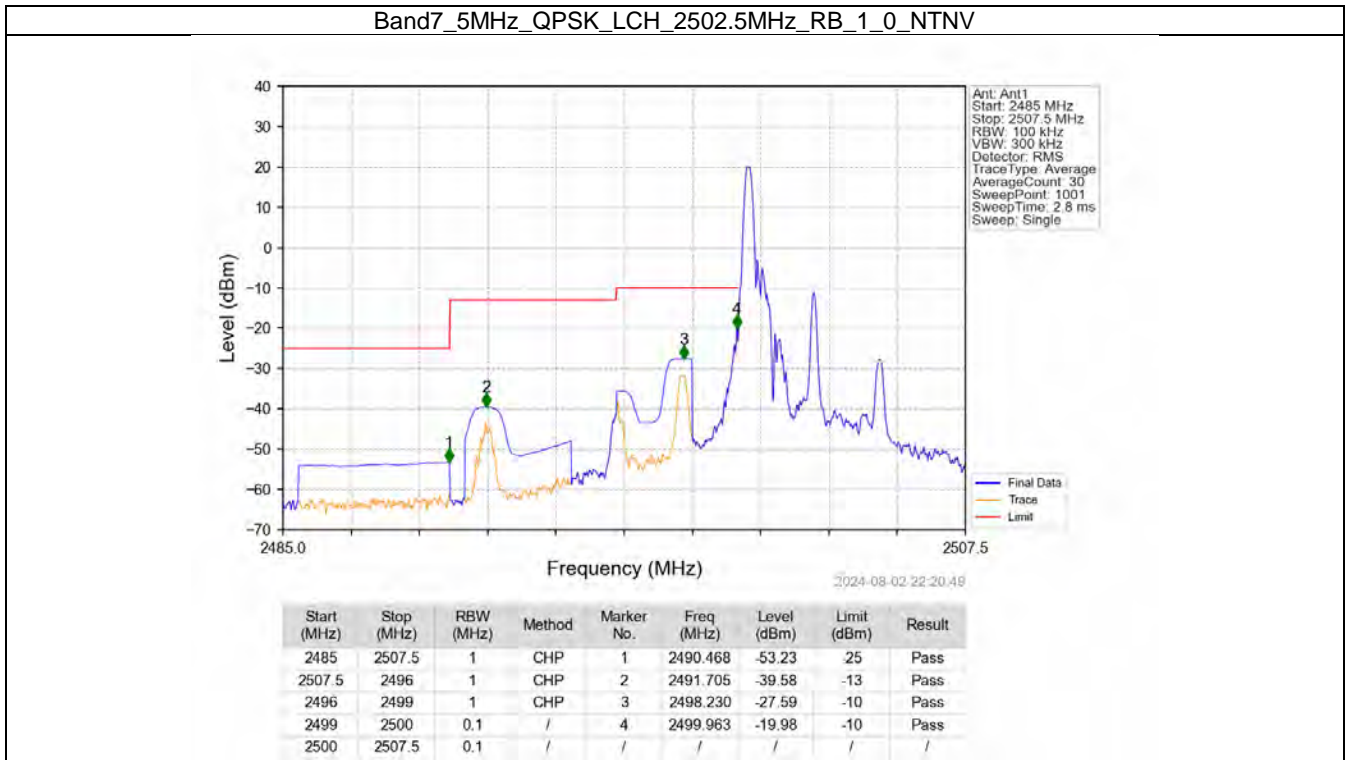 Band7_5MHz_QPSK_LCH_2502.5MHz_RB_1_0_NTNV
Ant: Ant1
Start: 2485 MHz
Stop: 2507.5 MHz
RBW: 100 kHz
VBW: 300 kHz
Detector: RMS
TraceType: Average
AverageCount: 30
SweepPoint: 1001
SweepTime: 2.8 ms
Sweep: Single
40
30
20
10
0
−10
−20
−30
−40
−50
−60
−70
Level (dBm)
1
2
3
4
Final Data
Trace
Limit
2485.0
2507.5
Frequency (MHz)
2024-08-02 22:20:49
Start (MHz) Stop (MHz) RBW (MHz) Method Marker No. Freq (MHz) Level (dBm) Limit (dBm) Result
2485 2507.5 1 CHP 1 2490.468 -53.23 25 Pass
2507.5 2496 1 CHP 2 2491.705 -39.58 -13 Pass
2496 2499 1 CHP 3 2498.230 -27.59 -10 Pass
2499 2500 0.1 / 4 2499.963 -19.98 -10 Pass
2500 2507.5 0.1 / / / / / /